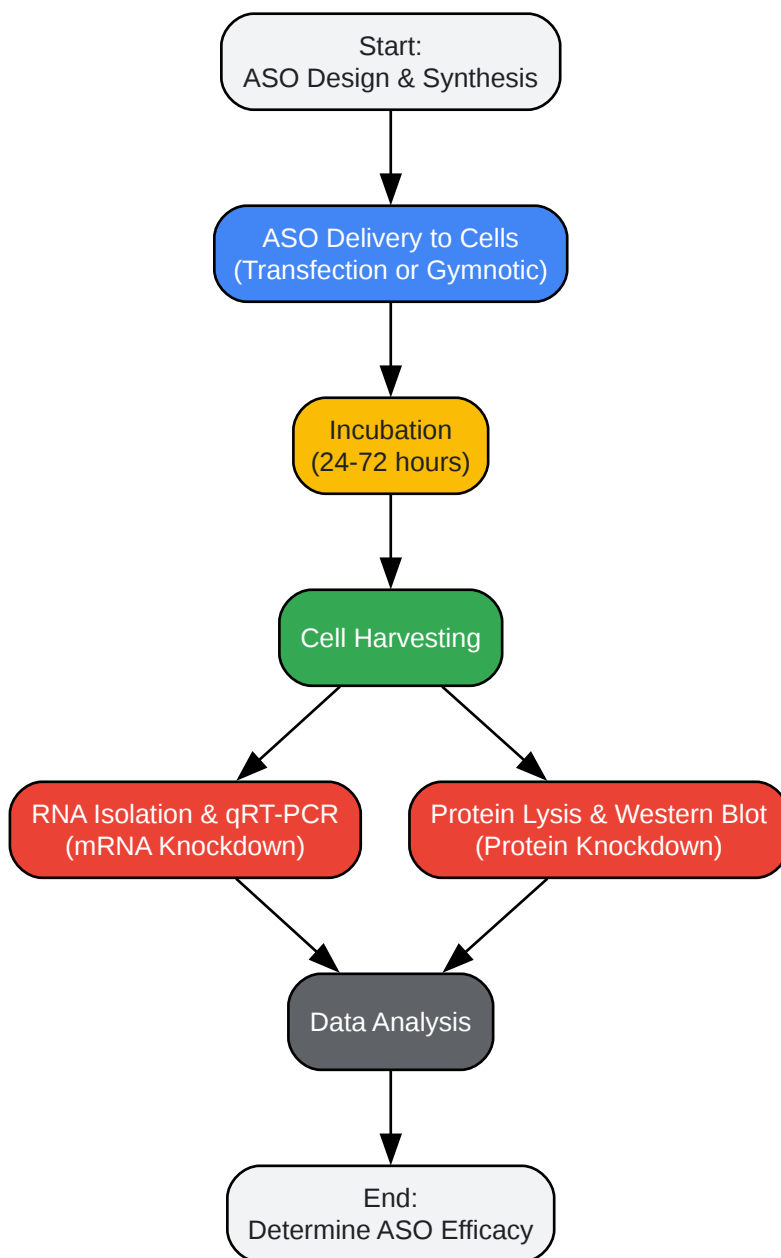 Start:
ASO Design & Synthesis
ASO Delivery to Cells
(Transfection or Gymnotic)
Incubation
(24-72 hours)
Cell Harvesting
RNA Isolation & qRT-PCR
(mRNA Knockdown)
Protein Lysis & Western Blot
(Protein Knockdown)
Data Analysis
End:
Determine ASO Efficacy